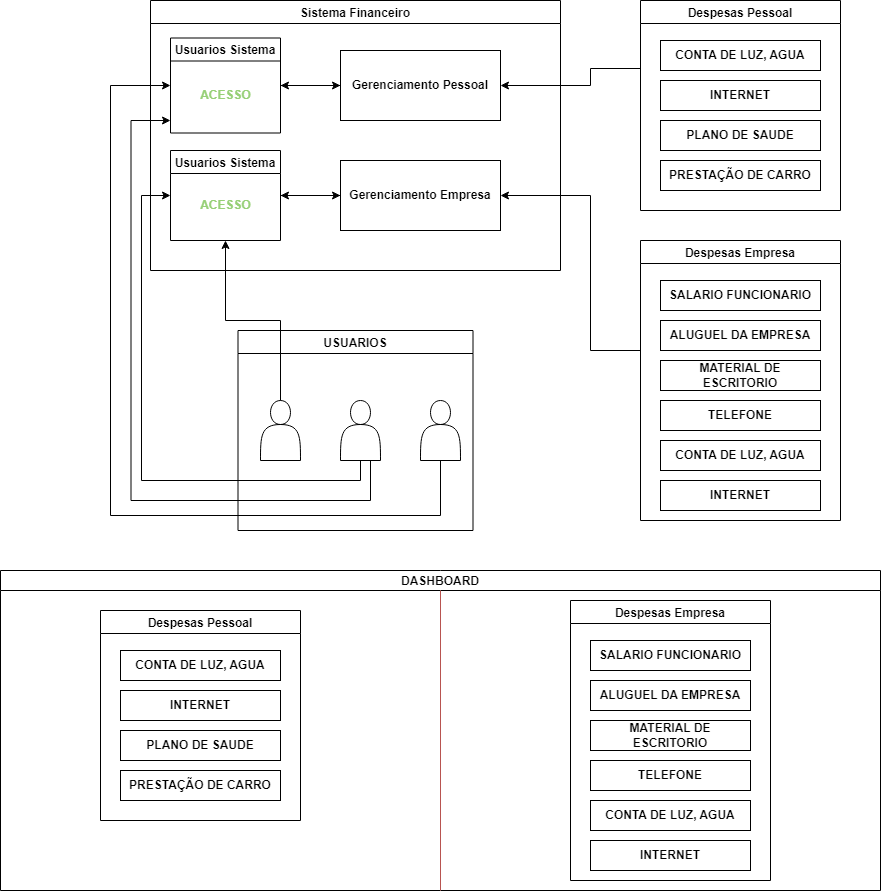 Sistema Financeiro
Usuarios Sistema
ACESSO
Gerenciamento Pessoal
Usuarios Sistema
ACESSO
Gerenciamento Empresa
Despesas Pessoal
CONTA DE LUZ, AGUA
INTERNET
PLANO DE SAUDE
PRESTAÇÃO DE CARRO
Despesas Empresa
SALARIO FUNCIONARIO
ALUGUEL DA EMPRESA
MATERIAL DE
ESCRITORIO
TELEFONE
CONTA DE LUZ, AGUA
INTERNET
USUARIOS
DASHBOARD
Despesas Pessoal
CONTA DE LUZ, AGUA
INTERNET
PLANO DE SAUDE
PRESTAÇÃO DE CARRO
Despesas Empresa
SALARIO FUNCIONARIO
ALUGUEL DA EMPRESA
MATERIAL DE
ESCRITORIO
TELEFONE
CONTA DE LUZ, AGUA
INTERNET